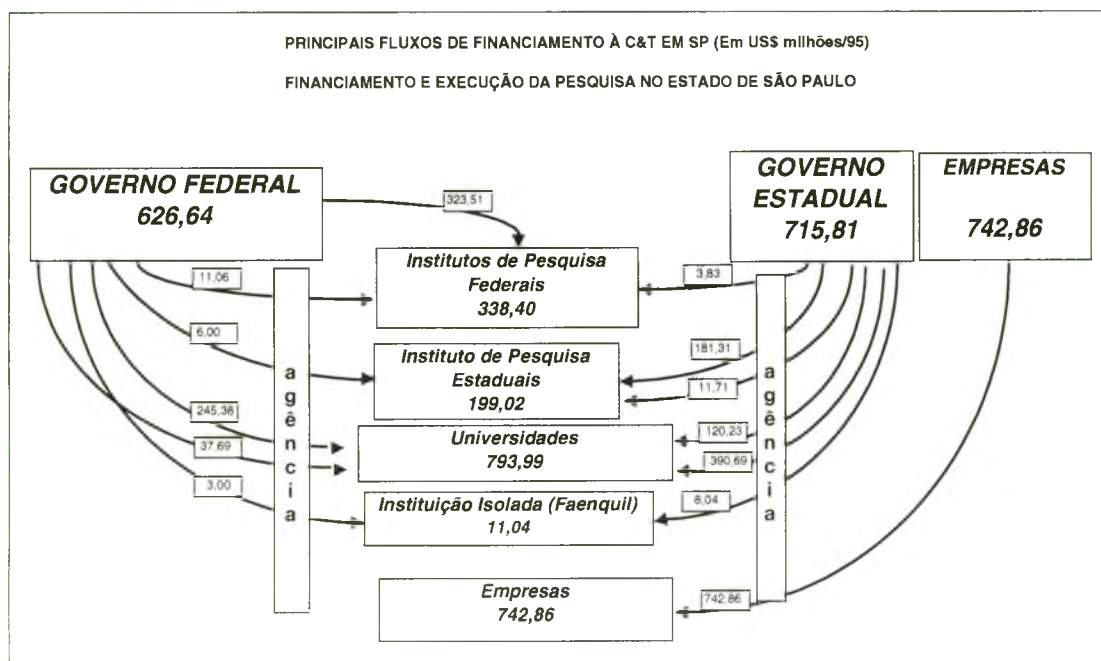 PRINCIPAIS FLUXOS DE FINANCIAMENTO À C&T EM SP (Em US$ milhões/95)
FINANCIAMENTO E EXECUÇÃO DA PESQUISA NO ESTADO DE SÃO PAULO
GOVERNO FEDERAL
626,64
GOVERNO
ESTADUAL
715,81
EMPRESAS
742,86
323,51
Institutos de Pesquisa
Federais
338,40
11,06
3,83
6,00
Instituto de Pesquisa
Estaduais
199,02
181,31
11,71
245,38
37,69
Universidades
793,99
120,23
390,69
3,00
Instituição Isolada (Faenquil)
11,04
8,04
Empresas
742,86
742,86
agência
agência